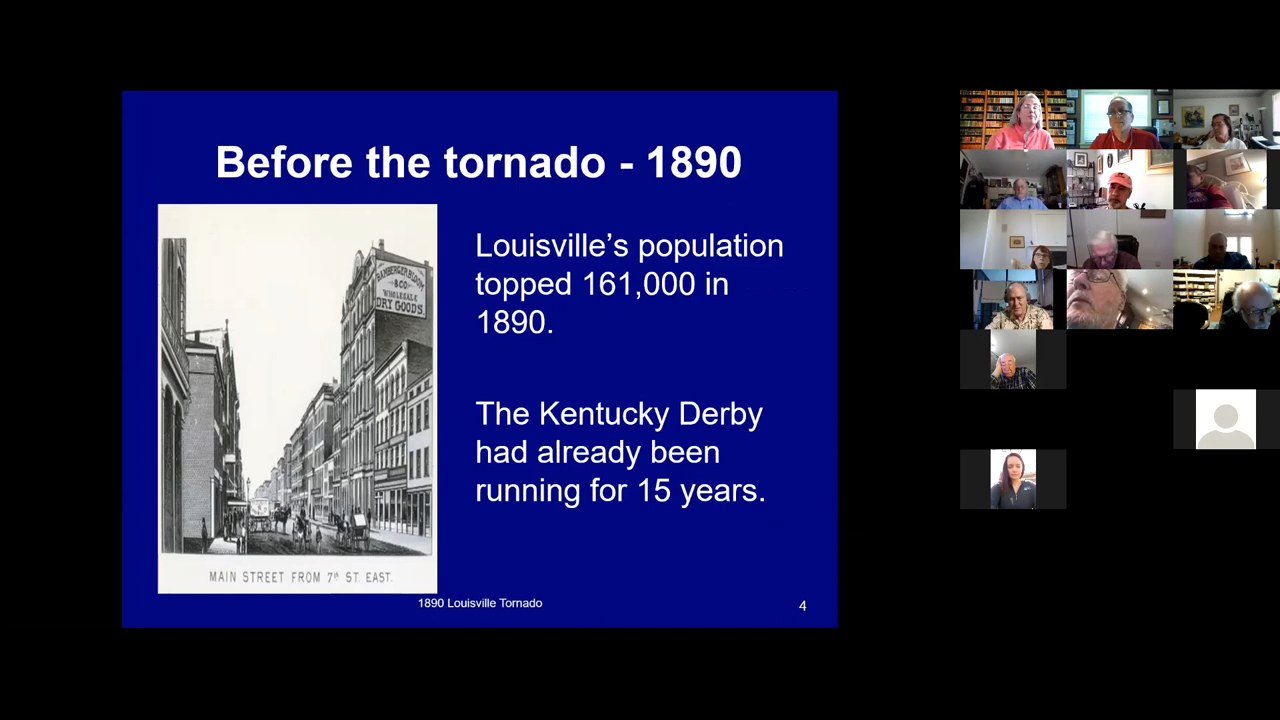 Before the tornado - 1890
BAMBERGER, BLOOM
& CO.
WHOLESALE
DRY GOODS.
Louisville’s population
topped 161,000 in
1890.
The Kentucky Derby
had already been
running for 15 years.
MAIN STREET FROM 7th ST. EAST.
1890 Louisville Tornado
4